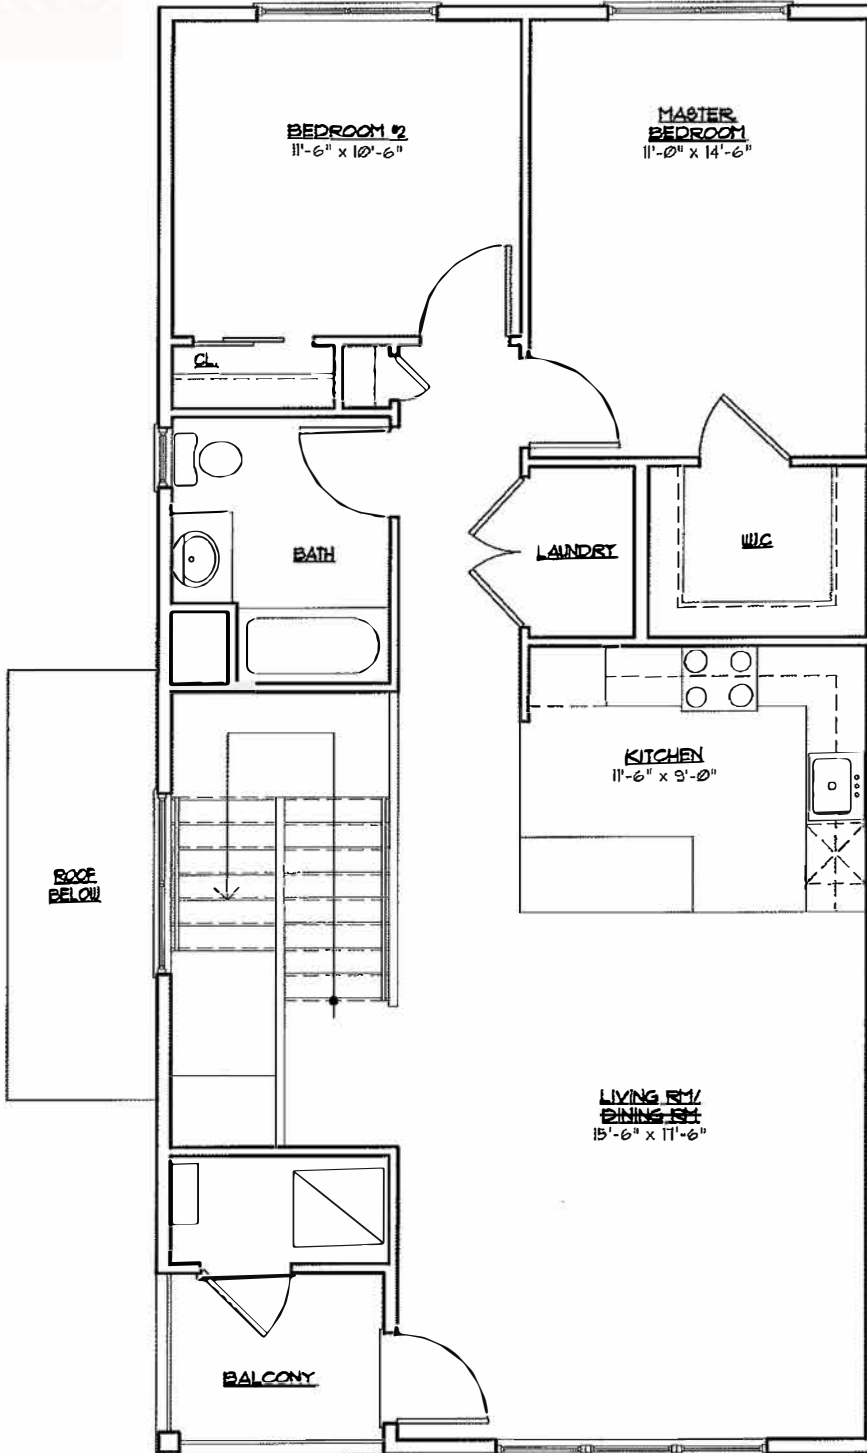 BEDROOM #2
11'-6" x 10'-6"
MASTER
BEDROOM
11'-0" x 14'-6"
CL.
BATH
LAUNDRY
WIC
KITCHEN
11'-6" x 9'-0"
ROOF
BELOW
LIVING RM/
DINING RM
15'-6" x 17'-6"
BALCONY